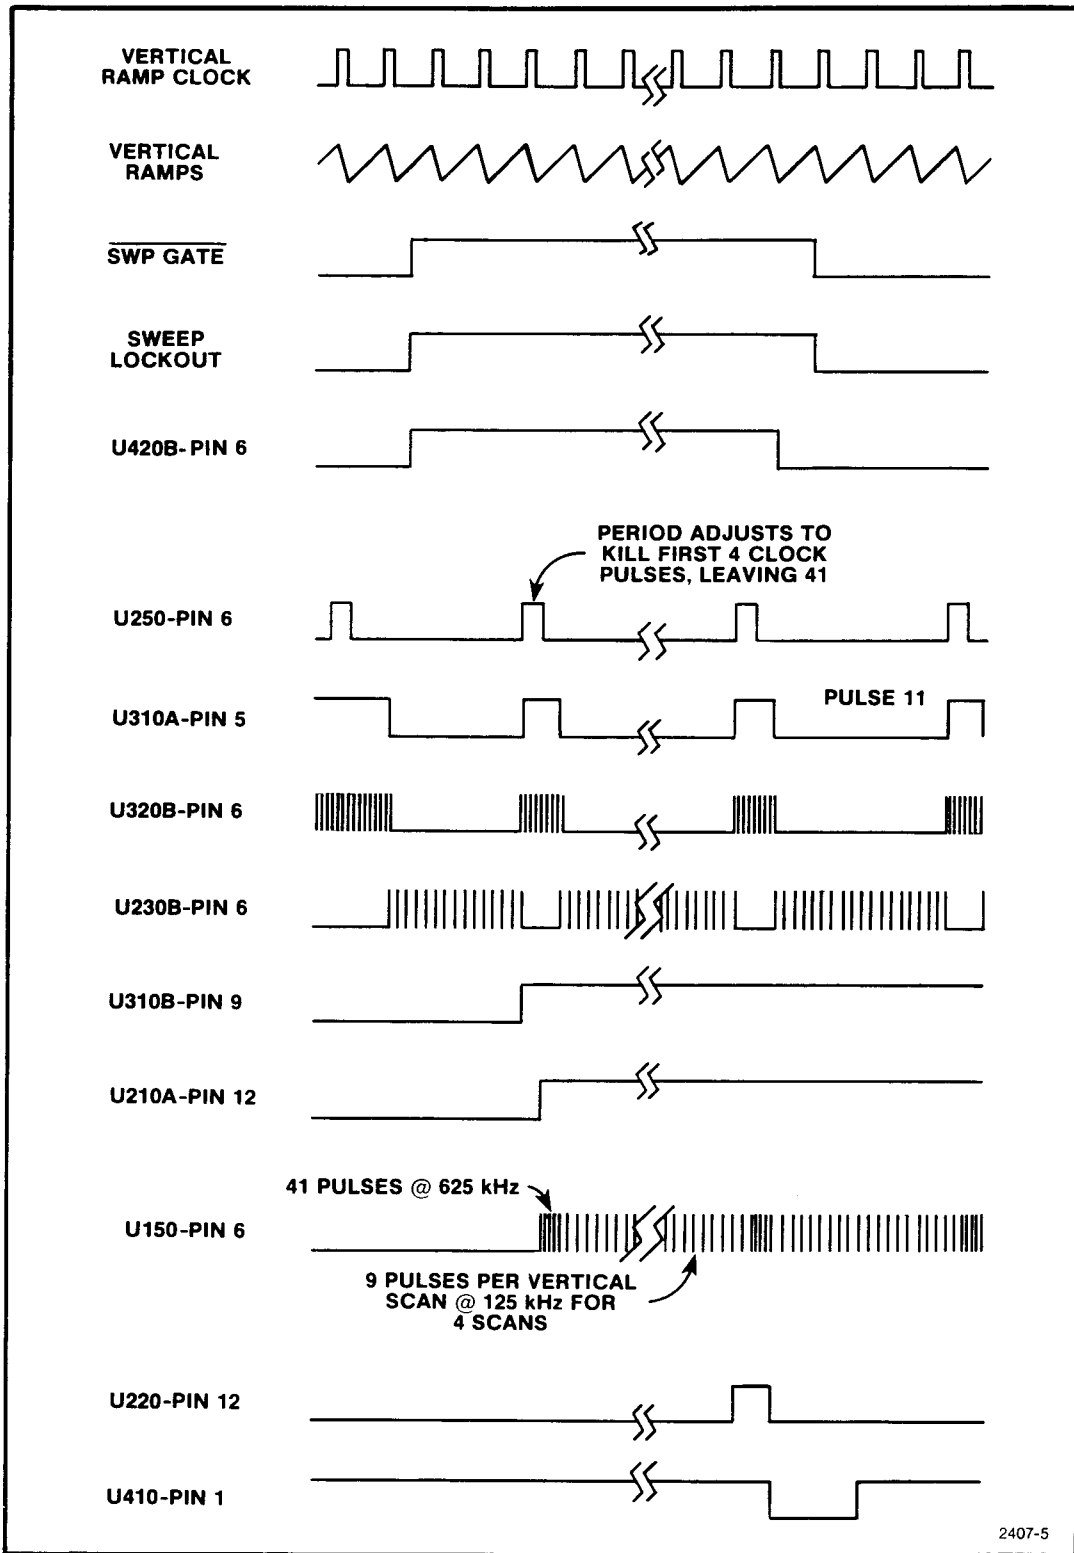 VERTICAL
RAMP CLOCK
VERTICAL
RAMPS
SWP GATE
SWEEP
LOCKOUT
U420B-PIN 6
PERIOD ADJUSTS TO
KILL FIRST 4 CLOCK
PULSES, LEAVING 41
U250-PIN 6
U310A-PIN 5
PULSE 11
U320B-PIN 6
U230B-PIN 6
U310B-PIN 9
U210A-PIN 12
41 PULSES @ 625 kHz
U150-PIN 6
9 PULSES PER VERTICAL
SCAN @ 125 kHz FOR
4 SCANS
U220-PIN 12
U410-PIN 1
2407-5